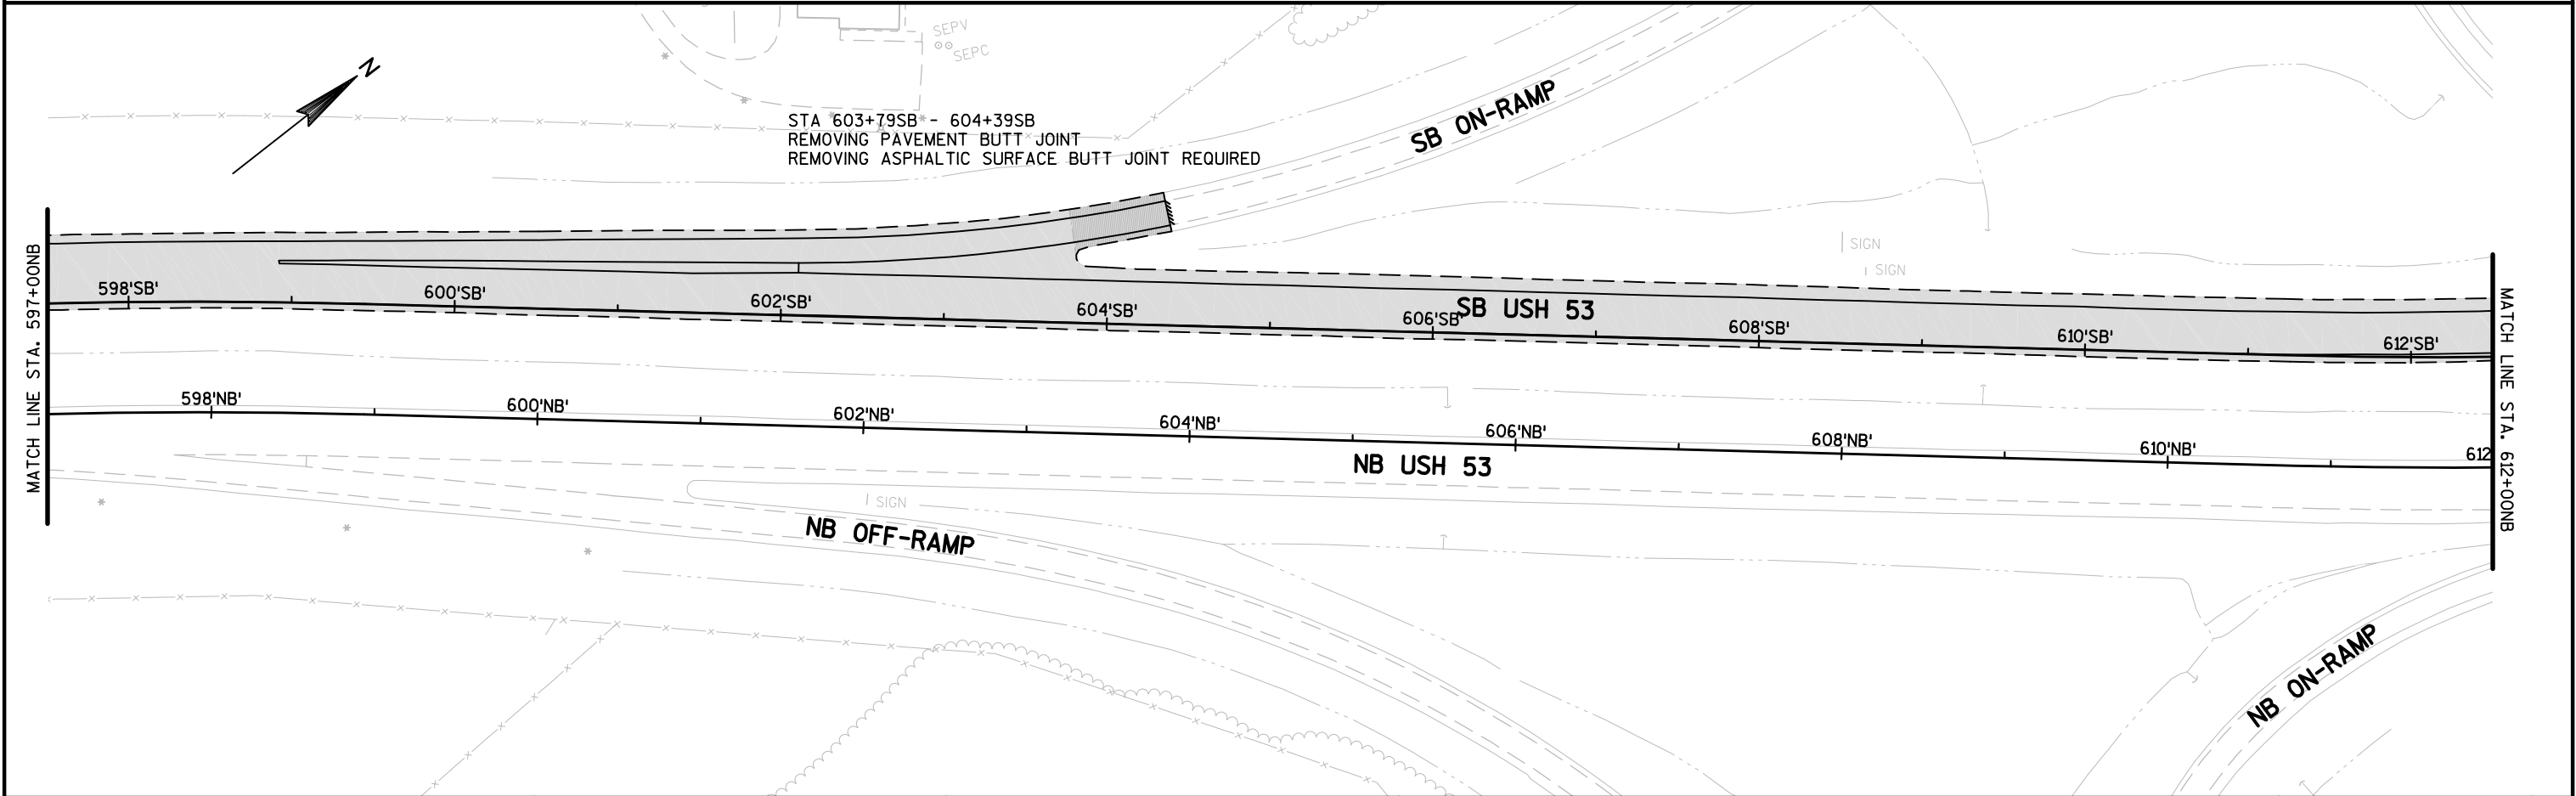 SEPV
SEPC
N
STA 603+79SB - 604+39SB
REMOVING PAVEMENT BUTT JOINT
REMOVING ASPHALTIC SURFACE BUTT JOINT REQUIRED
SB ON-RAMP
SIGN
SIGN
MATCH LINE STA. 597+00NB
598'SB'
600'SB'
602'SB'
604'SB'
606'SB'
SB USH 53
608'SB'
610'SB'
612'SB'
MATCH LINE STA. 612+00NB
598'NB'
600'NB'
602'NB'
604'NB'
606'NB'
608'NB'
610'NB'
612
NB USH 53
SIGN
NB OFF-RAMP
NB ON-RAMP